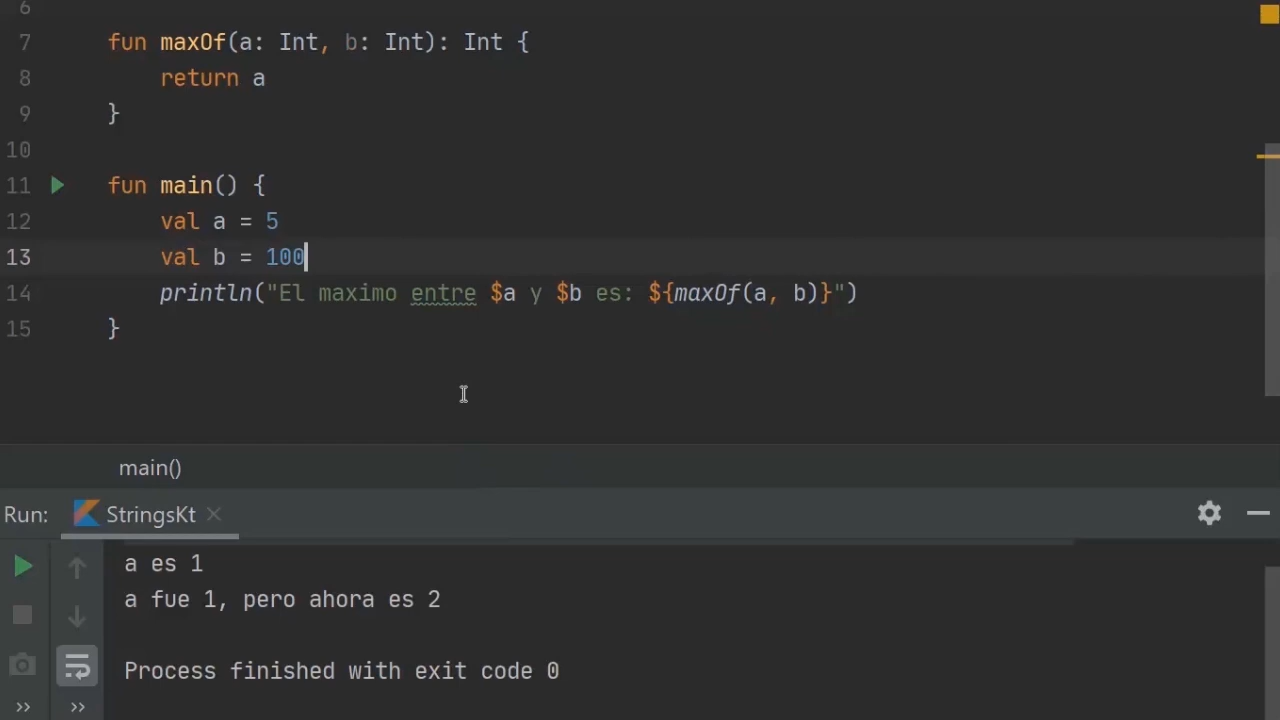 6
7 fun maxOf(a: Int, b: Int): Int {
8 return a
9 }
10
11 fun main() {
12 val a = 5
13 val b = 100
14 println("El maximo entre $a y $b es: ${maxOf(a, b)}")
15 }
main()
Run: StringsKt
a es 1
a fue 1, pero ahora es 2
Process finished with exit code 0